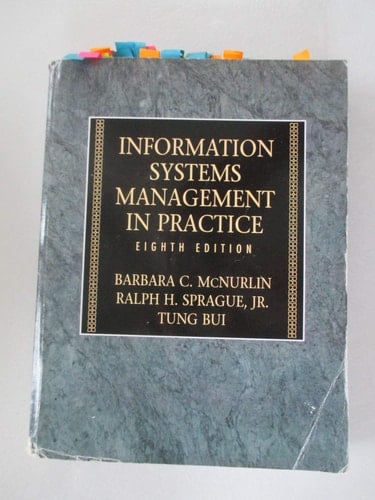 INFORMATION
SYSTEMS
MANAGEMENT
IN PRACTICE
EIGHTH EDITION
BARBARA C. McNURLIN
RALPH H. SPRAGUE, JR.
TUNG BUI